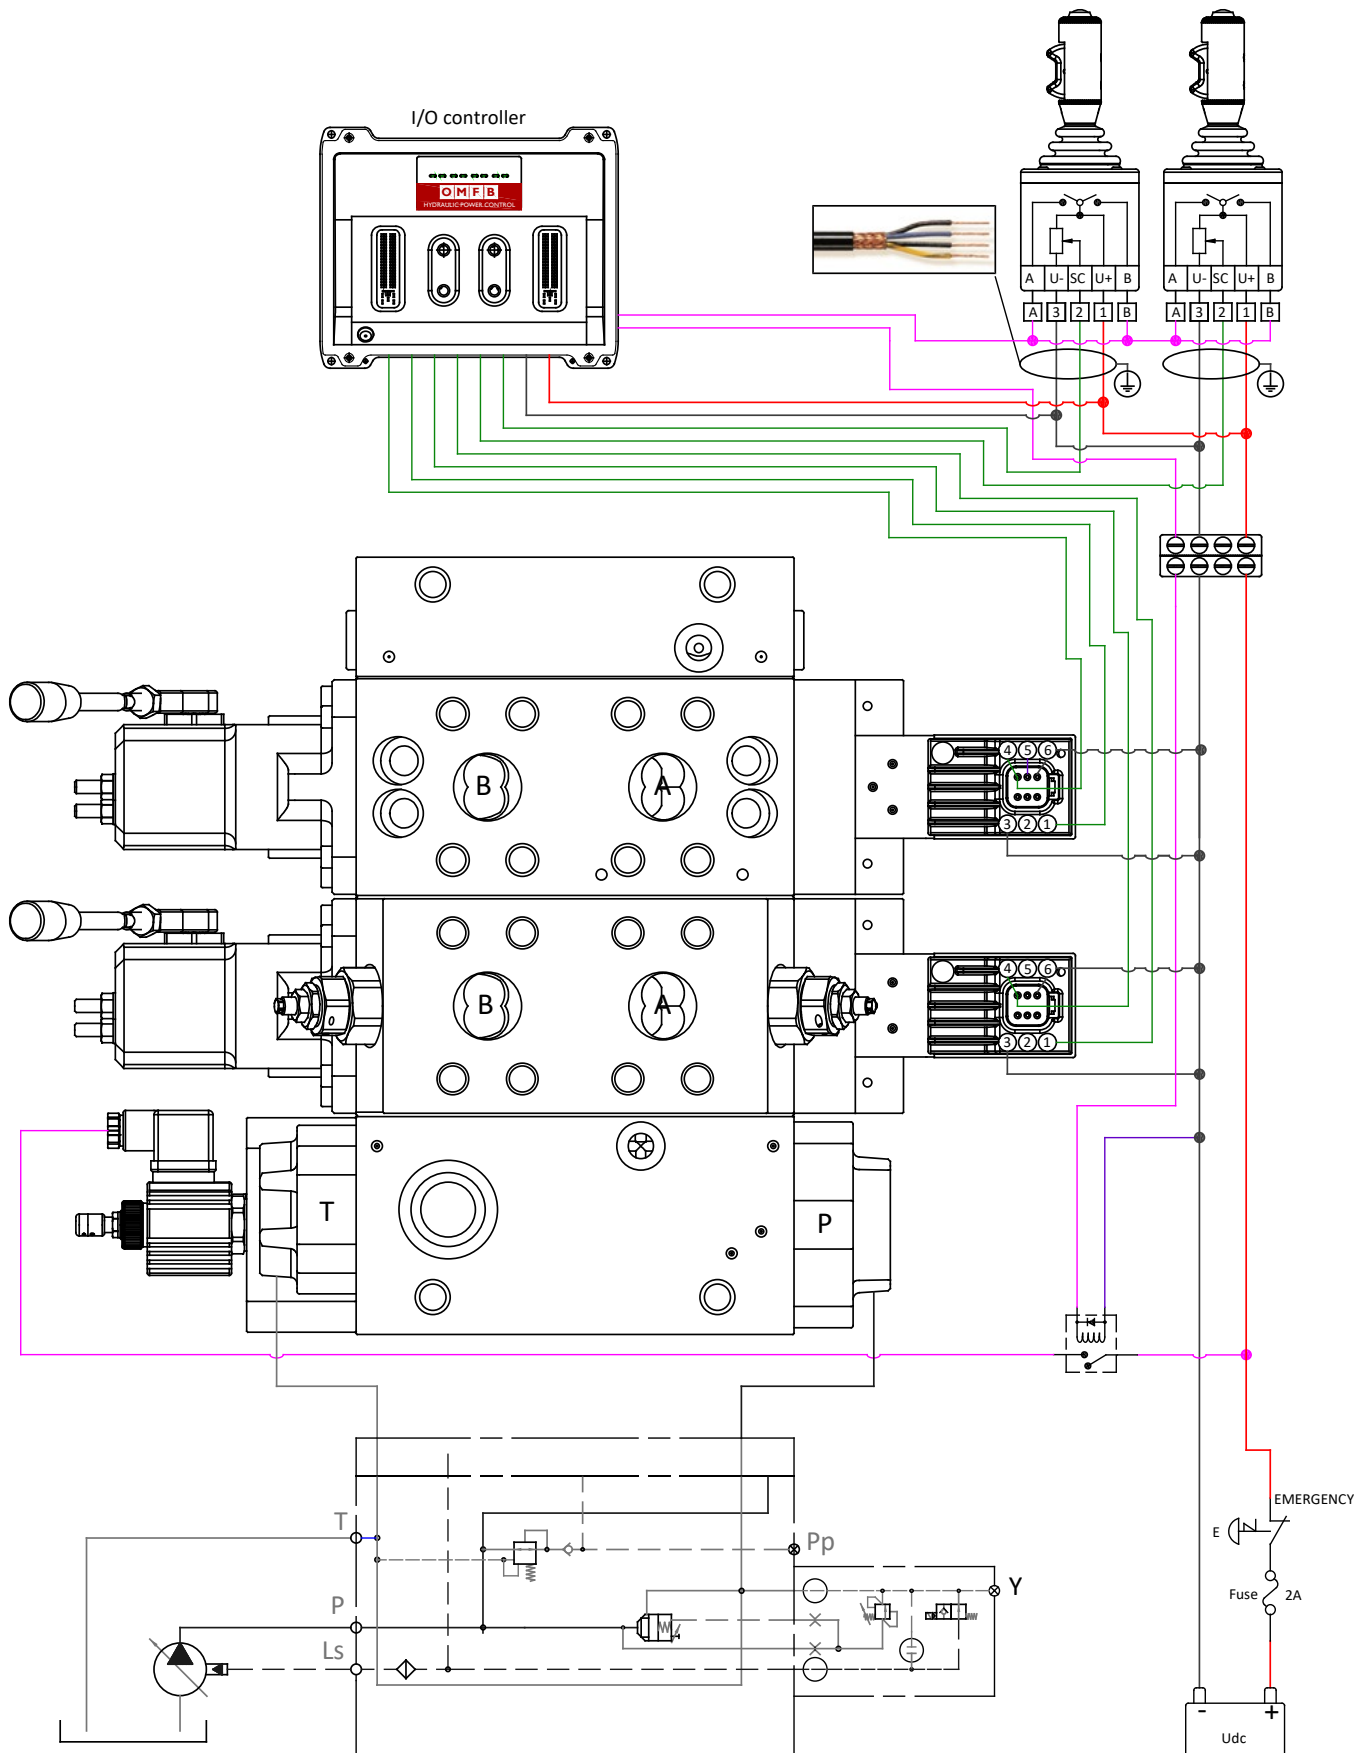 I/O controller
OMFB
HYDRAULIC POWER CONTROL
A U- SC U+ B
A U- SC U+ B
A 3 2 1 B
A 3 2 1 B
4 5 6
B A
3 2 1
4 5 6
B A
3 2 1
T P
EMERGENCY
T
E
Pp
Y
Fuse 2A
P
Ls
- +
Udc